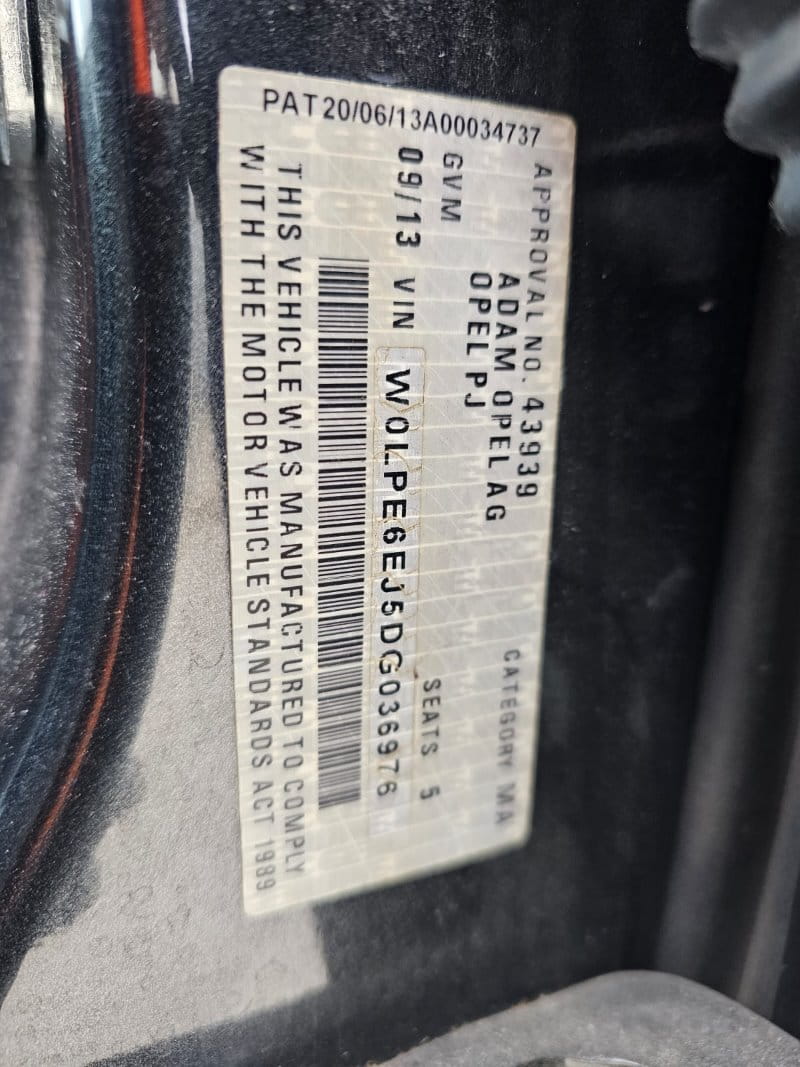 PAT20/06/13A00034737
APPROVAL NO. 43939 CATEGORY MA
ADAM OPEL AG
OPEL PJ
GVM SEATS 5
09/13 VIN W0LPE6EJ5DG036976
THIS VEHICLE WAS MANUFACTURED TO COMPLY
WITH THE MOTOR VEHICLE STANDARDS ACT 1989